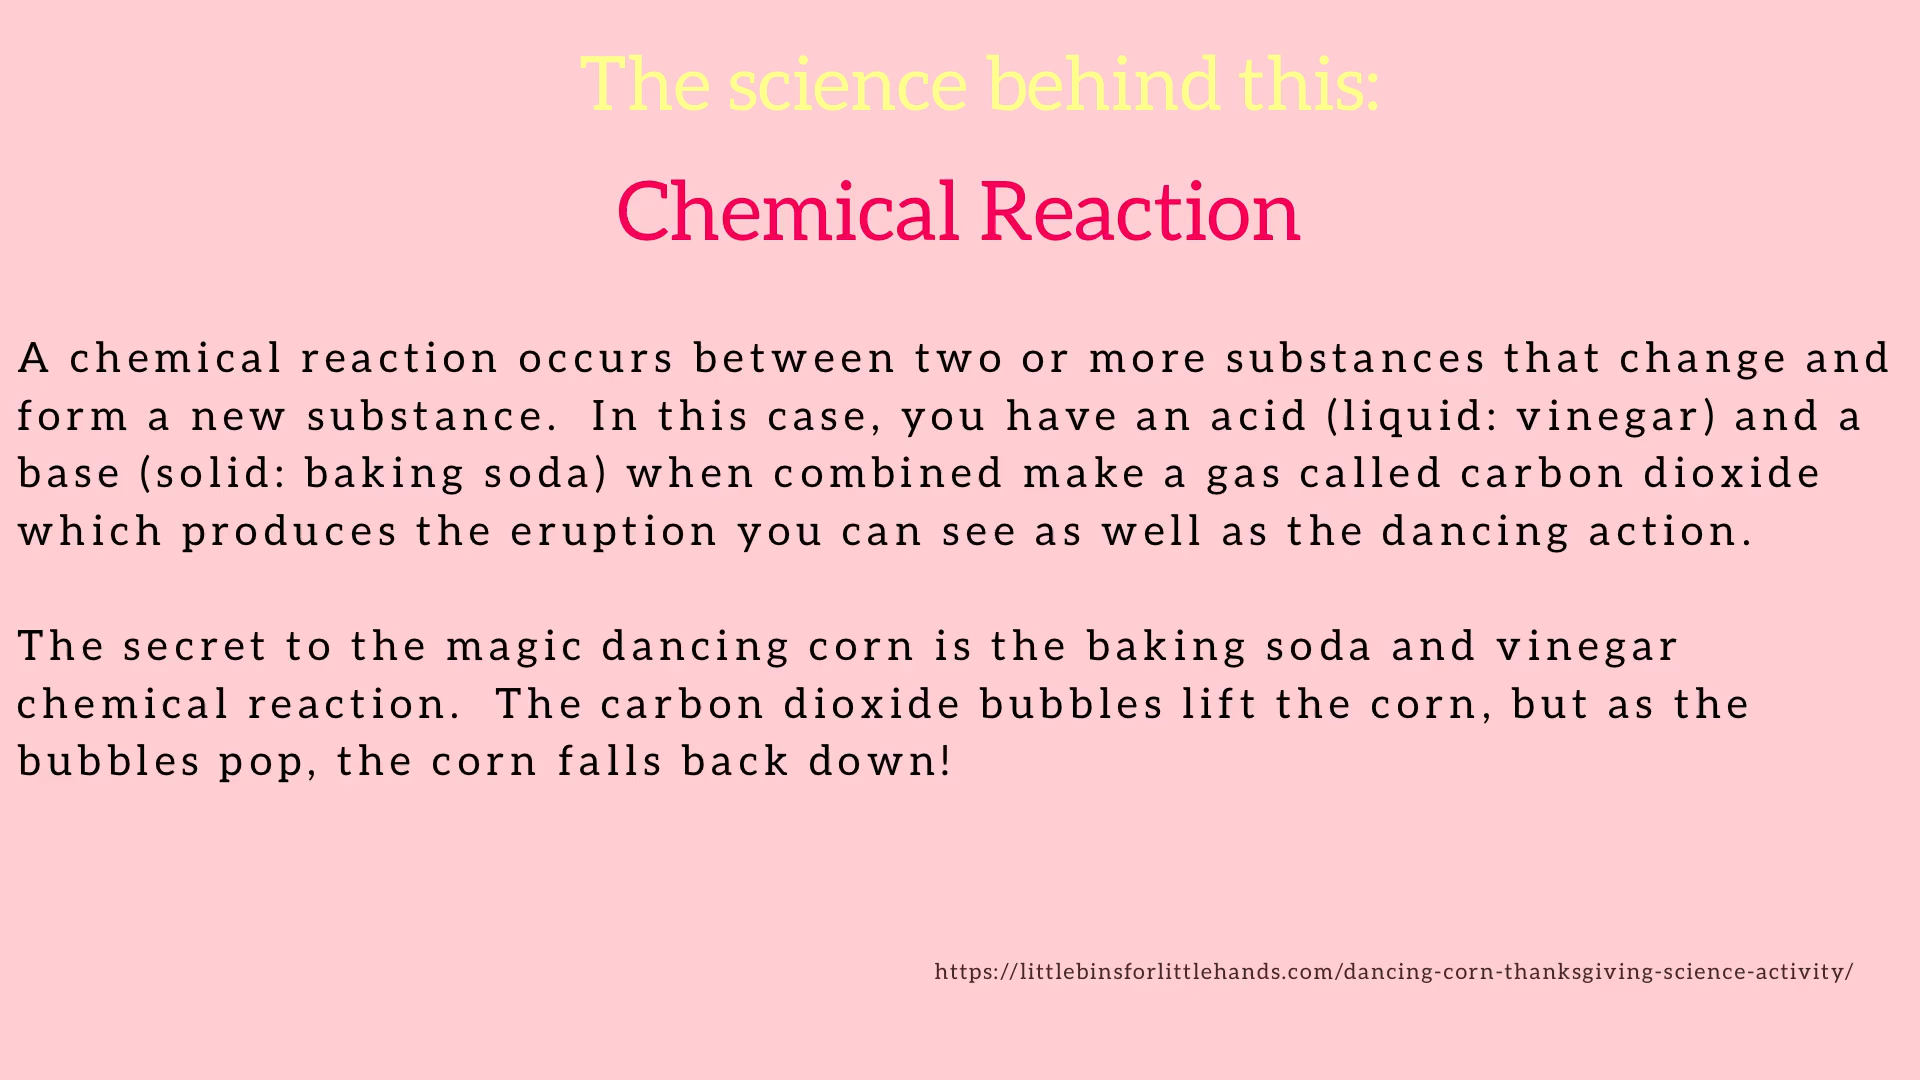 The science behind this:
Chemical Reaction
A chemical reaction occurs between two or more substances that change and
form a new substance.  In this case, you have an acid (liquid: vinegar) and a
base (solid: baking soda) when combined make a gas called carbon dioxide
which produces the eruption you can see as well as the dancing action.
The secret to the magic dancing corn is the baking soda and vinegar
chemical reaction.  The carbon dioxide bubbles lift the corn, but as the
bubbles pop, the corn falls back down!
https://littlebinsforlittlehands.com/dancing-corn-thanksgiving-science-activity/